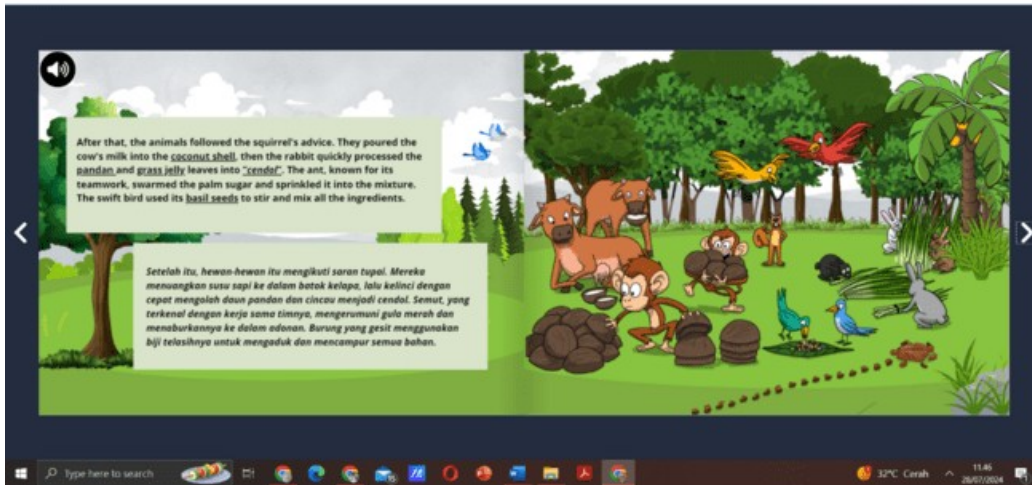 After that, the animals followed the squirrel's advice. They poured the
cow's milk into the coconut shell, then the rabbit quickly processed the
pandan and grass jelly leaves into "cendol". The ant, known for its
teamwork, swarmed the palm sugar and sprinkled it into the mixture.
The swift bird used its basil seeds to stir and mix all the ingredients.
Setelah itu, hewan-hewan itu mengikuti saran tupai. Mereka
menuangkan susu sapi ke dalam batok kelapa, lalu kelinci dengan
cepat mengolah daun pandan dan cincau menjadi cendol. Semut, yang
terkenal dengan kerja sama timnya, mengerumuni gula merah dan
menaburkannya ke dalam adonan. Burung yang gesit menggunakan
biji telasihnya untuk mengaduk dan mencampur semua bahan.
Type here to search
32°C Cerah
11.46
28/07/2024